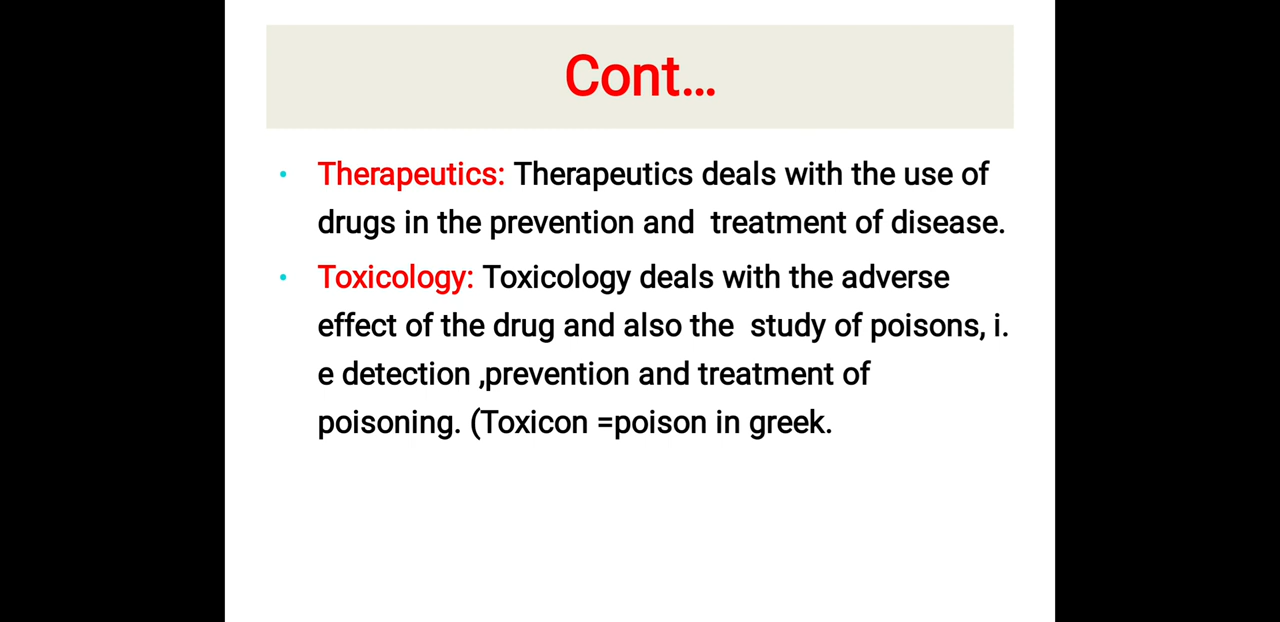 Cont...
• Therapeutics: Therapeutics deals with the use of
drugs in the prevention and  treatment of disease.
• Toxicology: Toxicology deals with the adverse
effect of the drug and also the  study of poisons, i.
e detection ,prevention and treatment of
poisoning. (Toxicon =poison in greek.